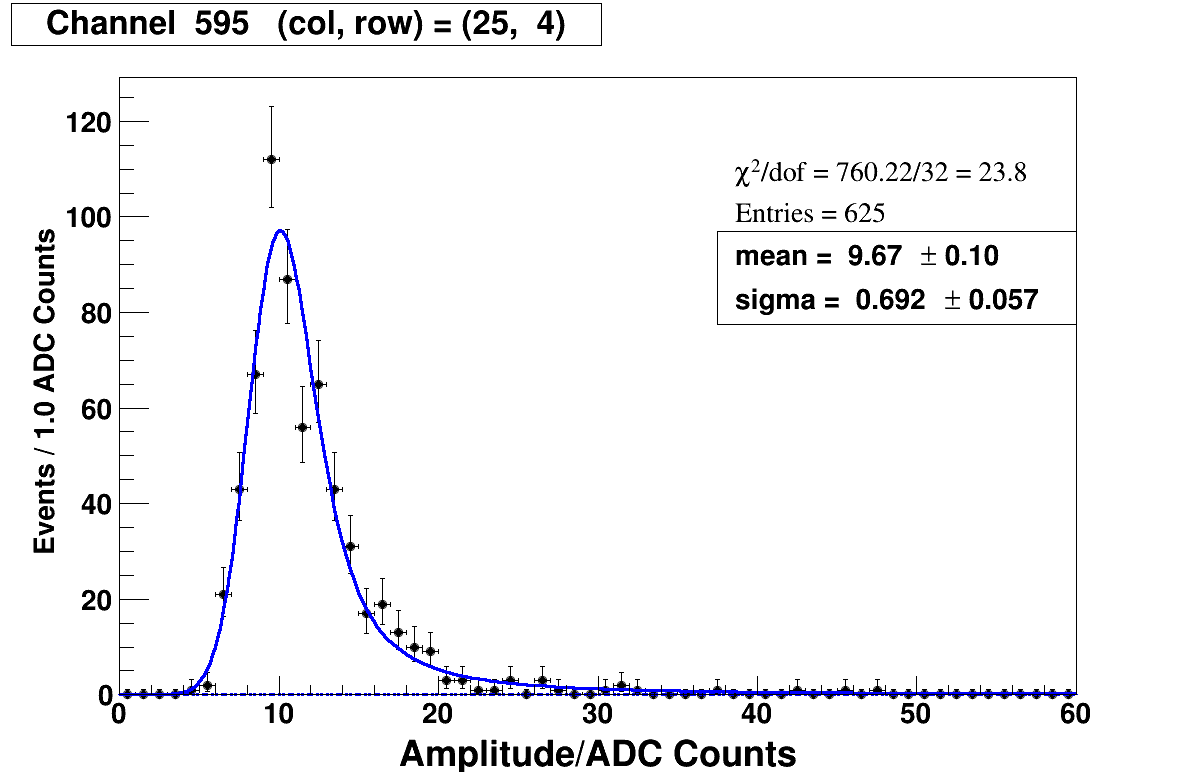 Channel 595 (col, row) = (25, 4)
120
100
80
60
40
20
0
Events / 1.0 ADC Counts
χ²/dof = 760.22/32 = 23.8
Entries = 625
mean = 9.67 ± 0.10
sigma = 0.692 ± 0.057
0 10 20 30 40 50 60
Amplitude/ADC Counts